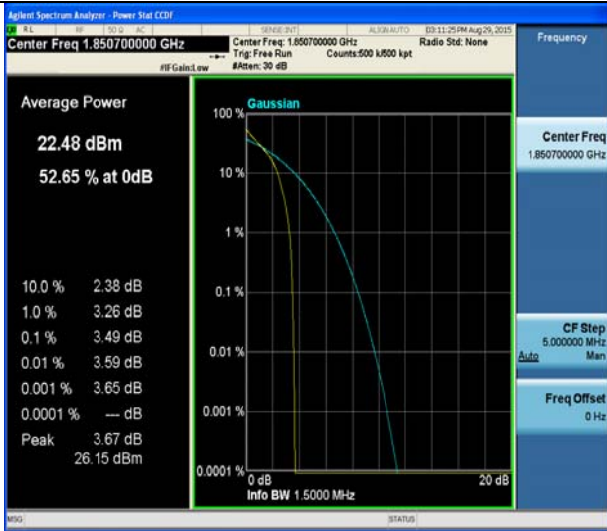 Agilent Spectrum Analyzer - Power Stat CCDF
RL RF 50 Ω AC SENSE:INT ALIGN AUTO 03:11:25 PM Aug 29, 2015
Center Freq 1.850700000 GHz
Center Freq: 1.850700000 GHz Radio Std: None
Trig: Free Run Counts:500 k/500 kpt
#IFGain:Low #Atten: 30 dB
Frequency
Average Power
22.48 dBm
52.65 % at 0dB
10.0 % 2.38 dB
1.0 % 3.26 dB
0.1 % 3.49 dB
0.01 % 3.59 dB
0.001 % 3.65 dB
0.0001 % --- dB
Peak 3.67 dB
26.15 dBm
Gaussian
100 %
10 %
1 %
0.1 %
0.01 %
0.001 %
0.0001 %
0 dB 20 dB
Info BW 1.5000 MHz
Center Freq
1.850700000 GHz
CF Step
5.000000 MHz
Auto Man
Freq Offset
0 Hz
MSG STATUS